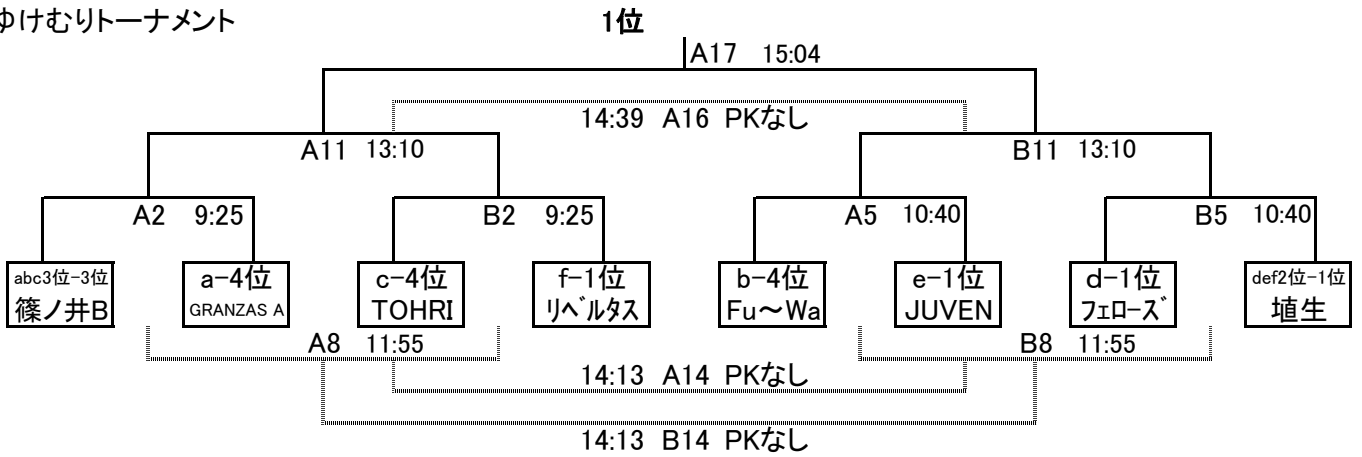 ゆけむりトーナメント 1位
A17 15:04
14:39 A16 PKなし
A11 13:10 B11 13:10
A2 9:25 B2 9:25 A5 10:40 B5 10:40
abc3位-3位 a-4位 c-4位 f-1位 b-4位 e-1位 d-1位 def2位-1位
篠ノ井B GRANZAS A TOHRI リベルタス Fu～Wa JUVEN フェローズ 埴生
A8 11:55 B8 11:55
14:13 A14 PKなし
14:13 B14 PKなし